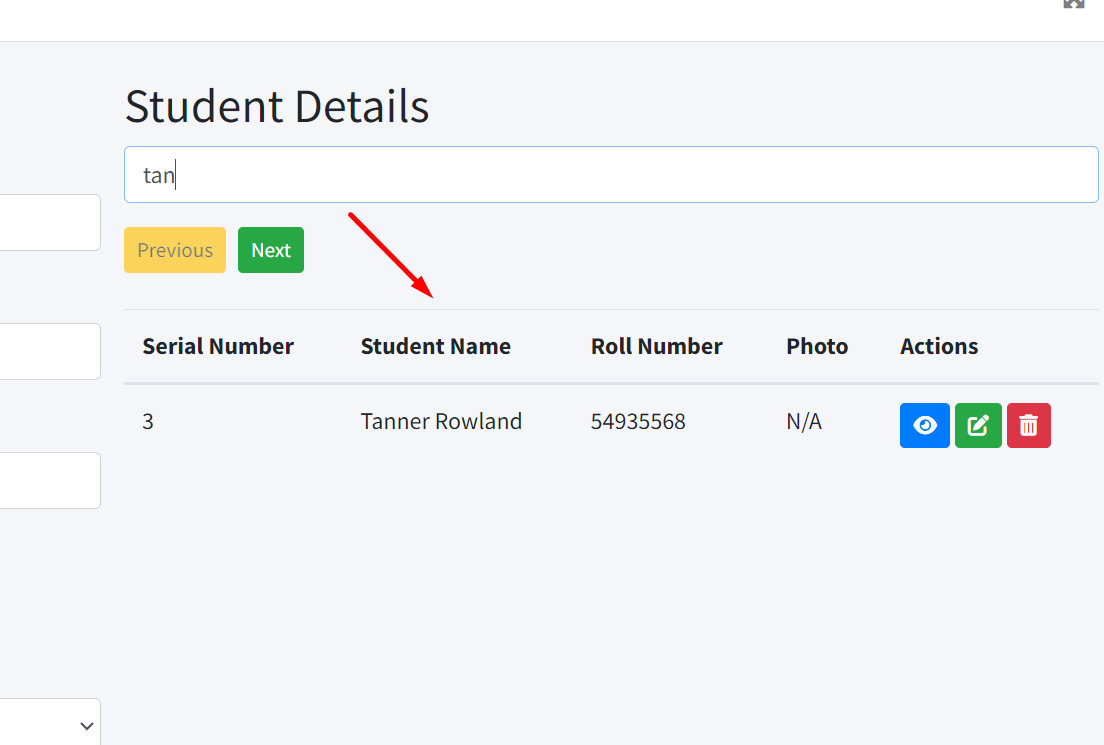 Student Details
tan
Previous Next
Serial Number Student Name Roll Number Photo Actions
3 Tanner Rowland 54935568 N/A